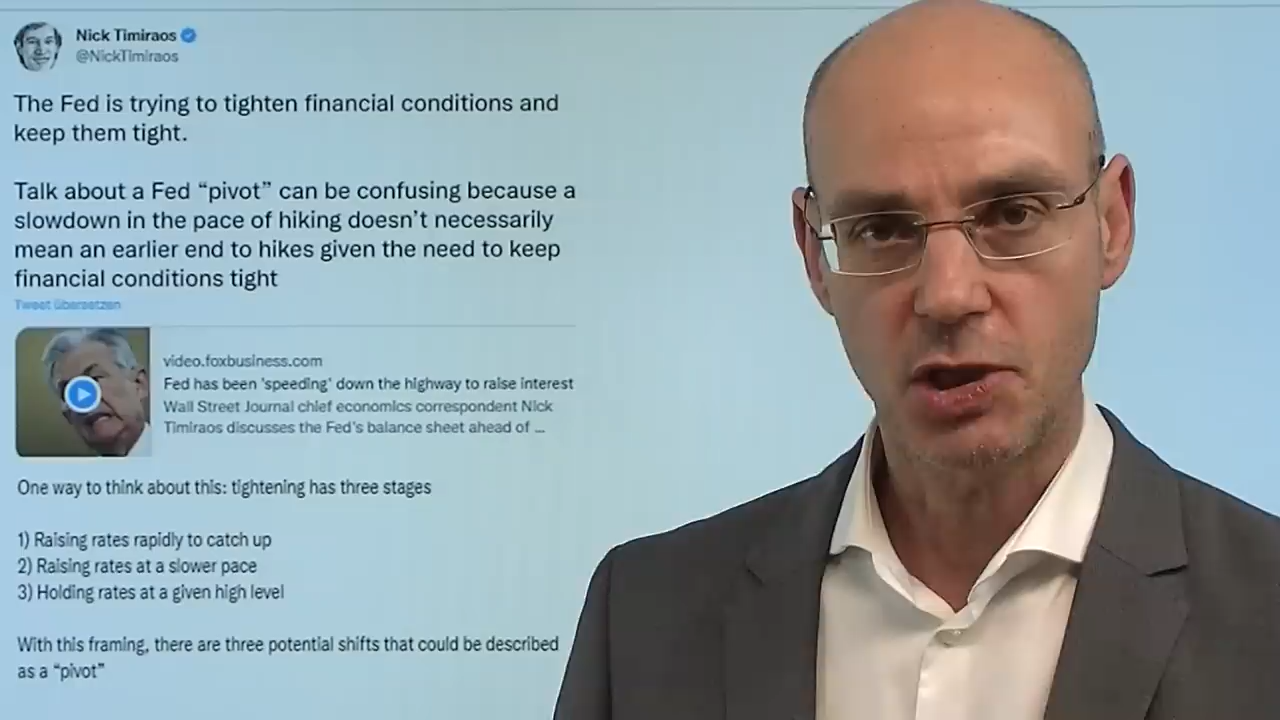 Nick Timiraos
@NickTimiraos
The Fed is trying to tighten financial conditions and
keep them tight.
Talk about a Fed “pivot” can be confusing because a
slowdown in the pace of hiking doesn’t necessarily
mean an earlier end to hikes given the need to keep
financial conditions tight
Tweet übersetzen
video.foxbusiness.com
Fed has been 'speeding' down the highway to raise interest
Wall Street Journal chief economics correspondent Nick
Timiraos discusses the Fed's balance sheet ahead of ...
One way to think about this: tightening has three stages
1) Raising rates rapidly to catch up
2) Raising rates at a slower pace
3) Holding rates at a given high level
With this framing, there are three potential shifts that could be described
as a “pivot”